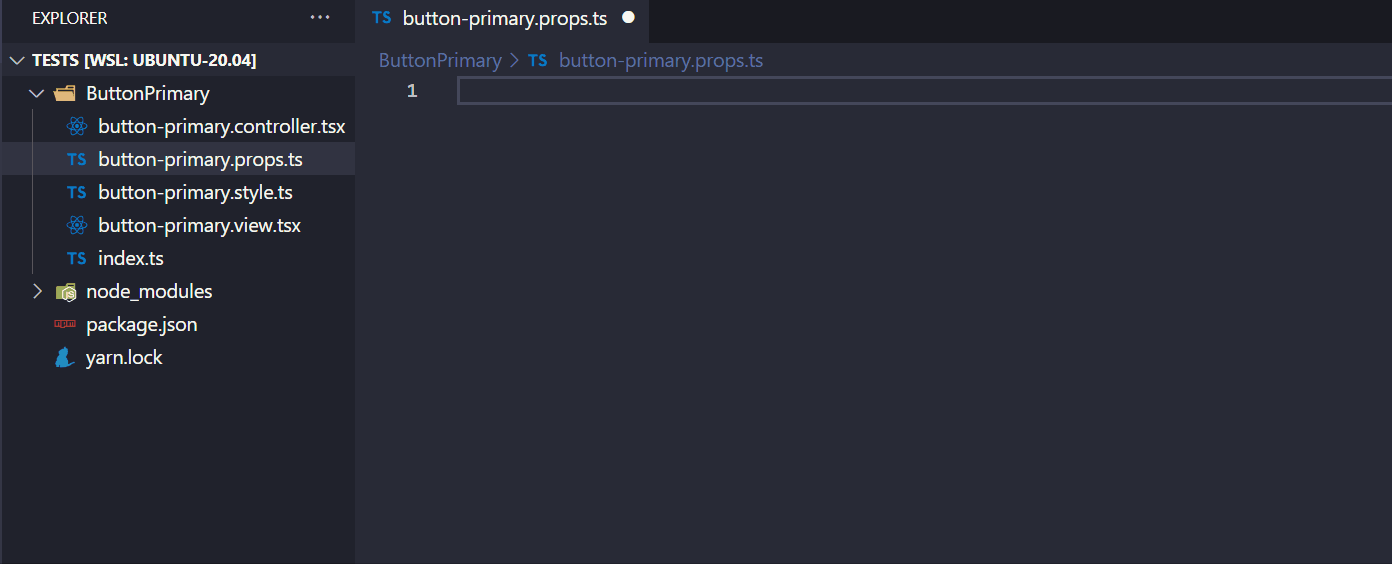 EXPLORER ···
TS button-primary.props.ts
TESTS [WSL: UBUNTU-20.04]
ButtonPrimary > TS button-primary.props.ts
1
ButtonPrimary
button-primary.controller.tsx
TS button-primary.props.ts
TS button-primary.style.ts
button-primary.view.tsx
TS index.ts
node_modules
npm package.json
yarn.lock